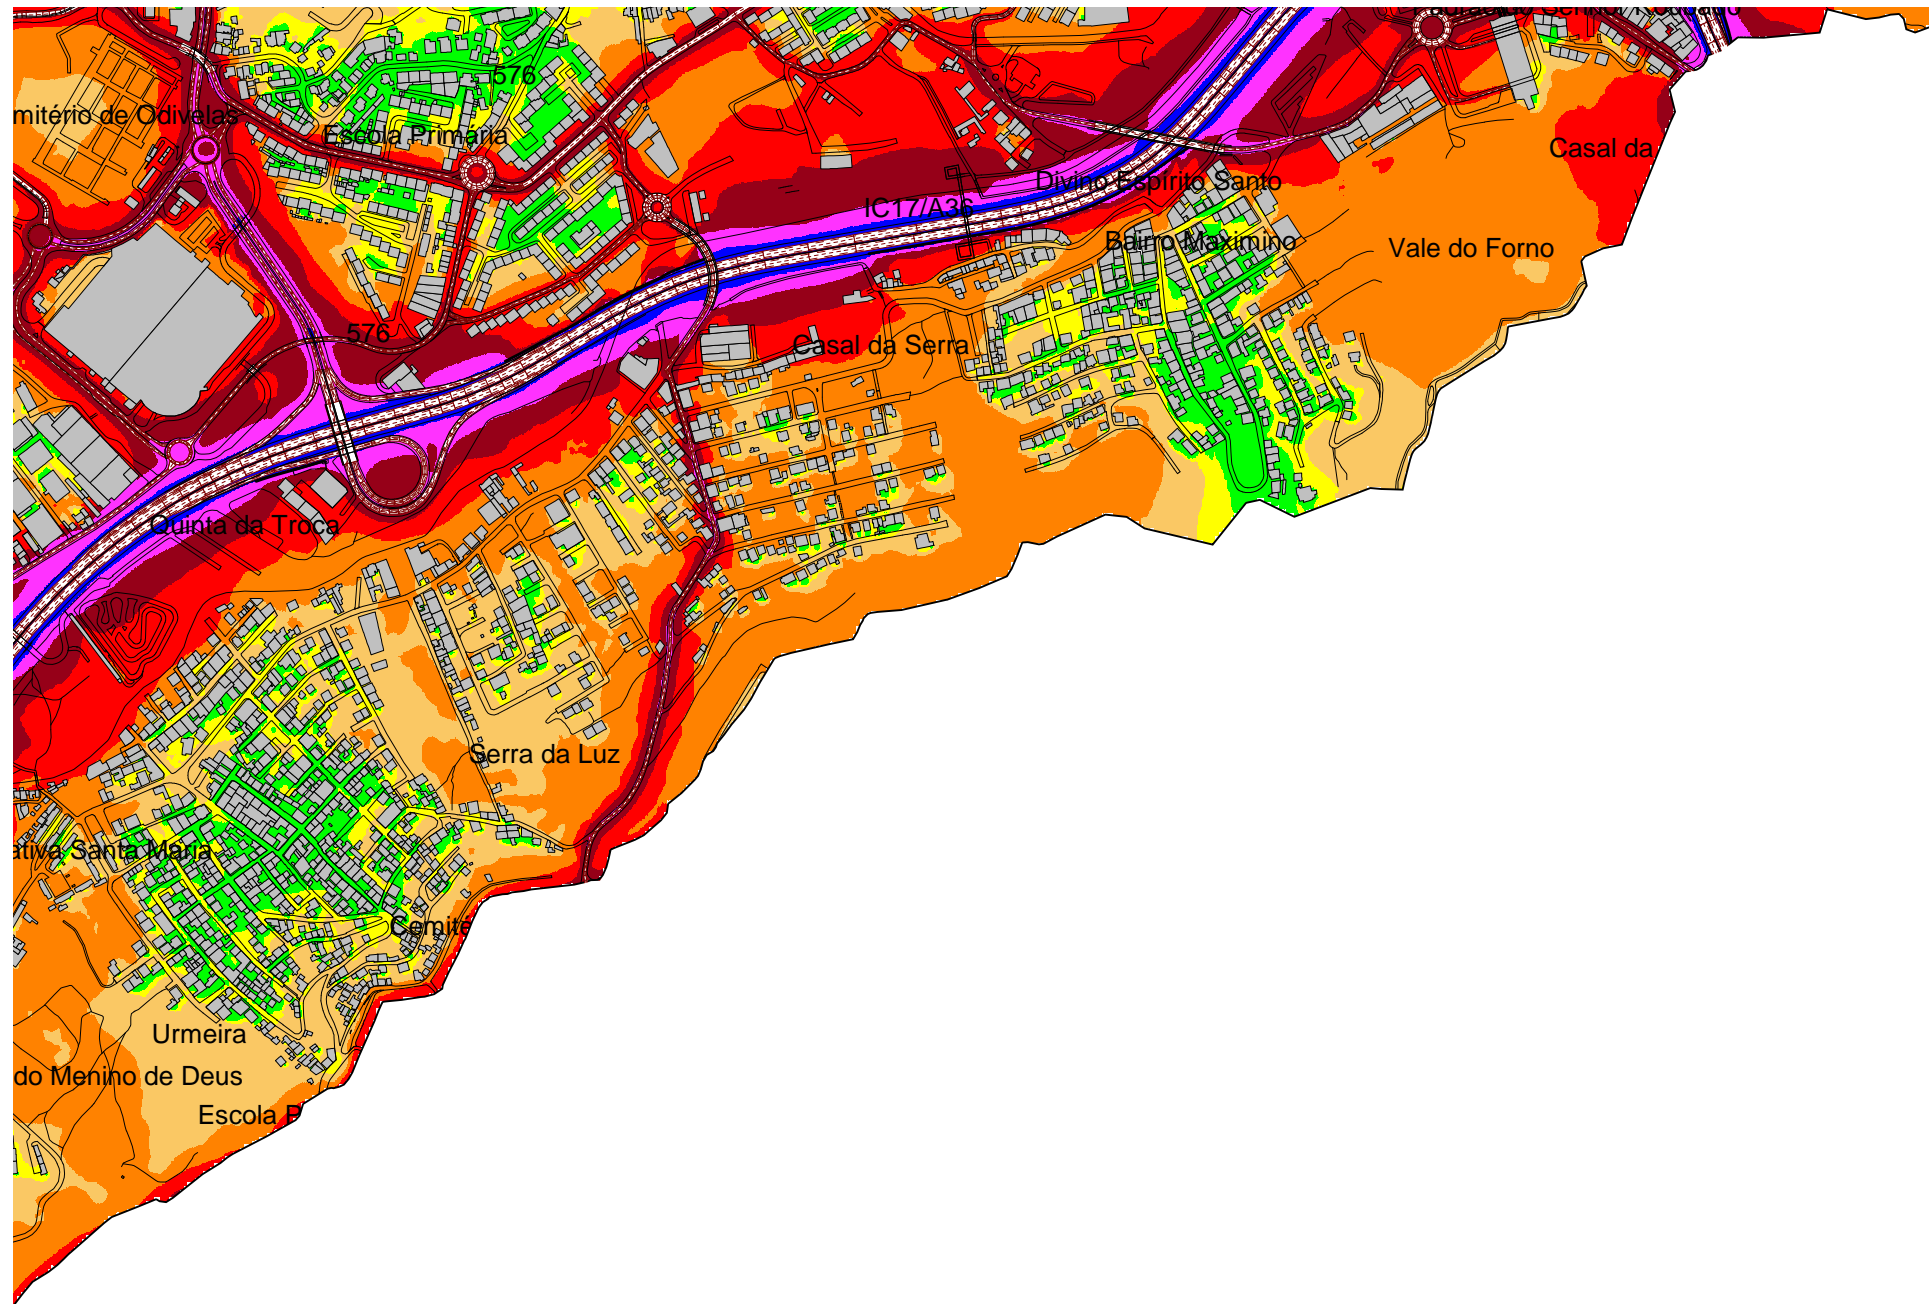 576
mitério de Odivelas
Escola Primária
Casal da
Divino Espírito Santo
IC17/A36
Bairro Maximino
Vale do Forno
576
Casal da Serra
Quinta da Troca
Serra da Luz
ativa Santa Maria
Cemité
Urmeira
do Menino de Deus
Escola P